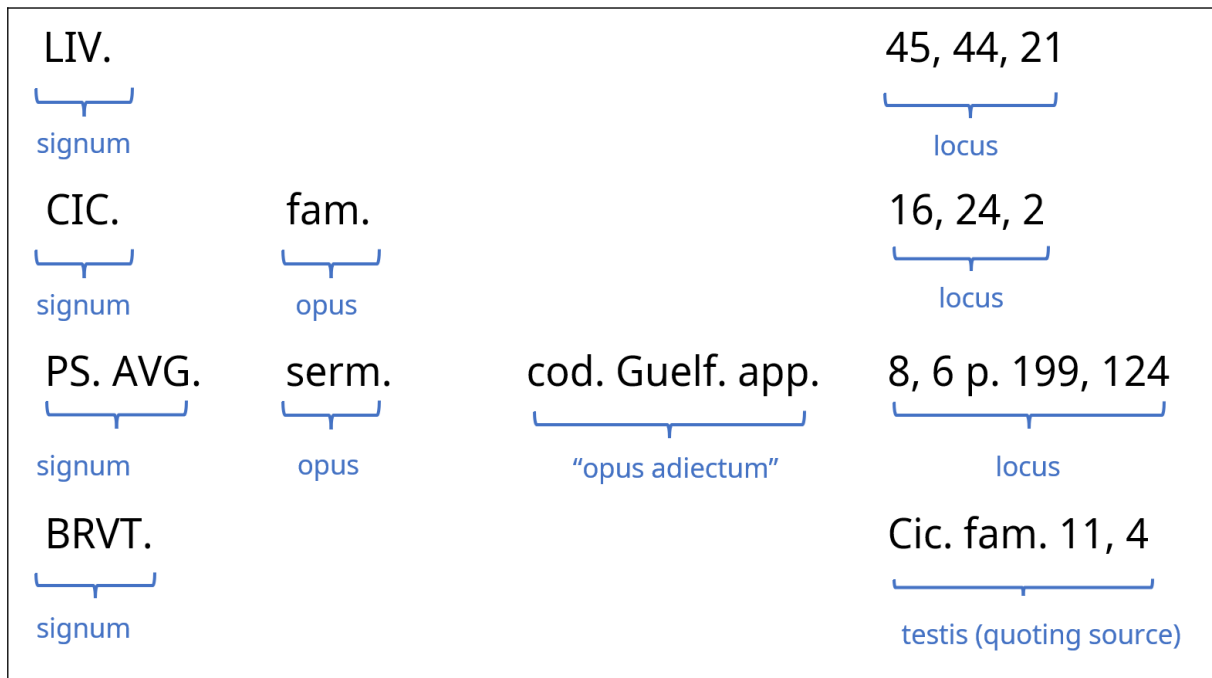 LIV. 45, 44, 21
signum locus
CIC. fam. 16, 24, 2
signum opus locus
PS. AVG. serm. cod. Guelf. app. 8, 6 p. 199, 124
signum opus “opus adiectum” locus
BRVT. Cic. fam. 11, 4
signum testis (quoting source)